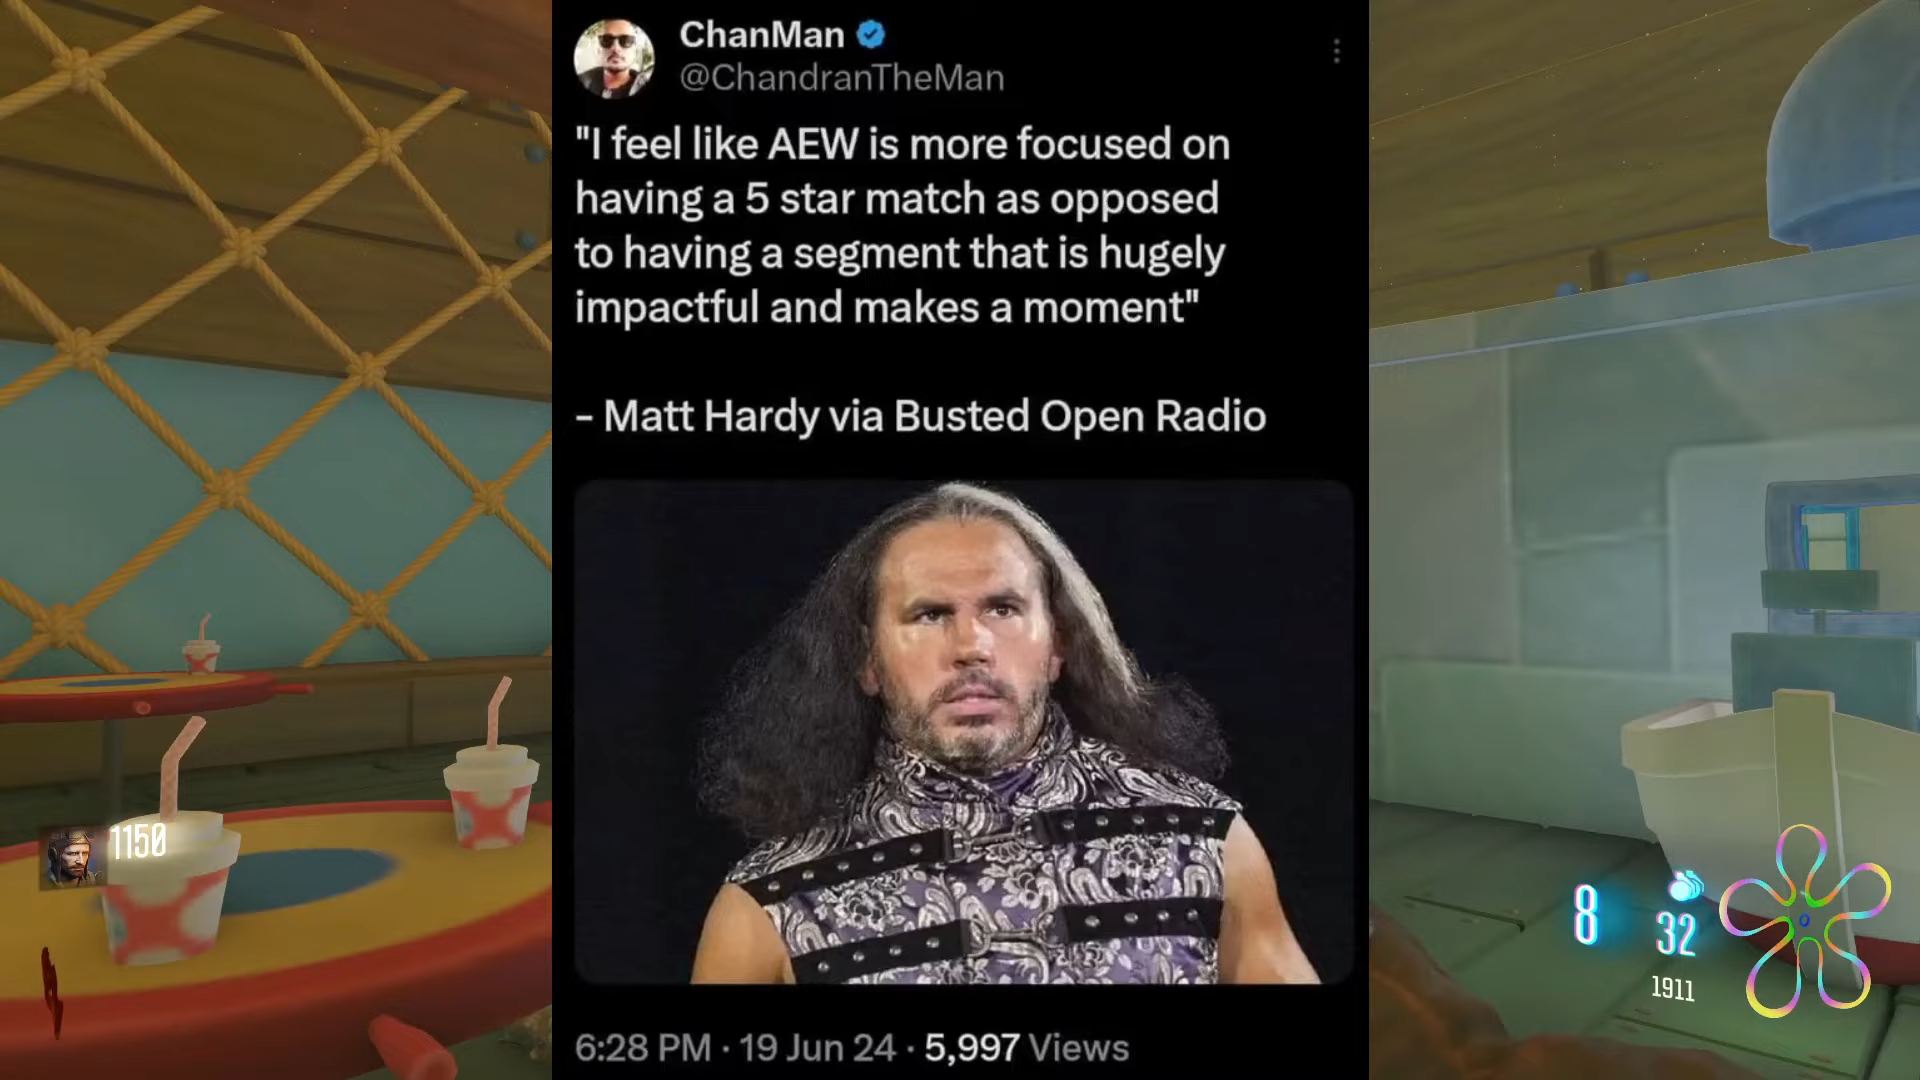 ChanMan
@ChandranTheMan
"I feel like AEW is more focused on
having a 5 star match as opposed
to having a segment that is hugely
impactful and makes a moment"
- Matt Hardy via Busted Open Radio
6:28 PM · 19 Jun 24 · 5,997 Views
1150
8
32
1911